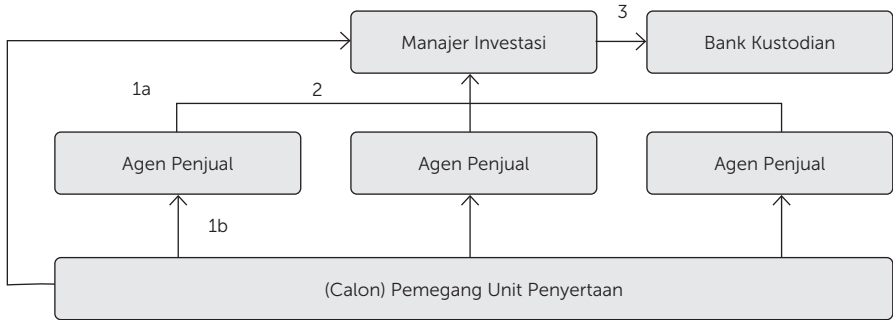 3
Manajer Investasi
Bank Kustodian
1a
2
Agen Penjual
Agen Penjual
Agen Penjual
1b
(Calon) Pemegang Unit Penyertaan